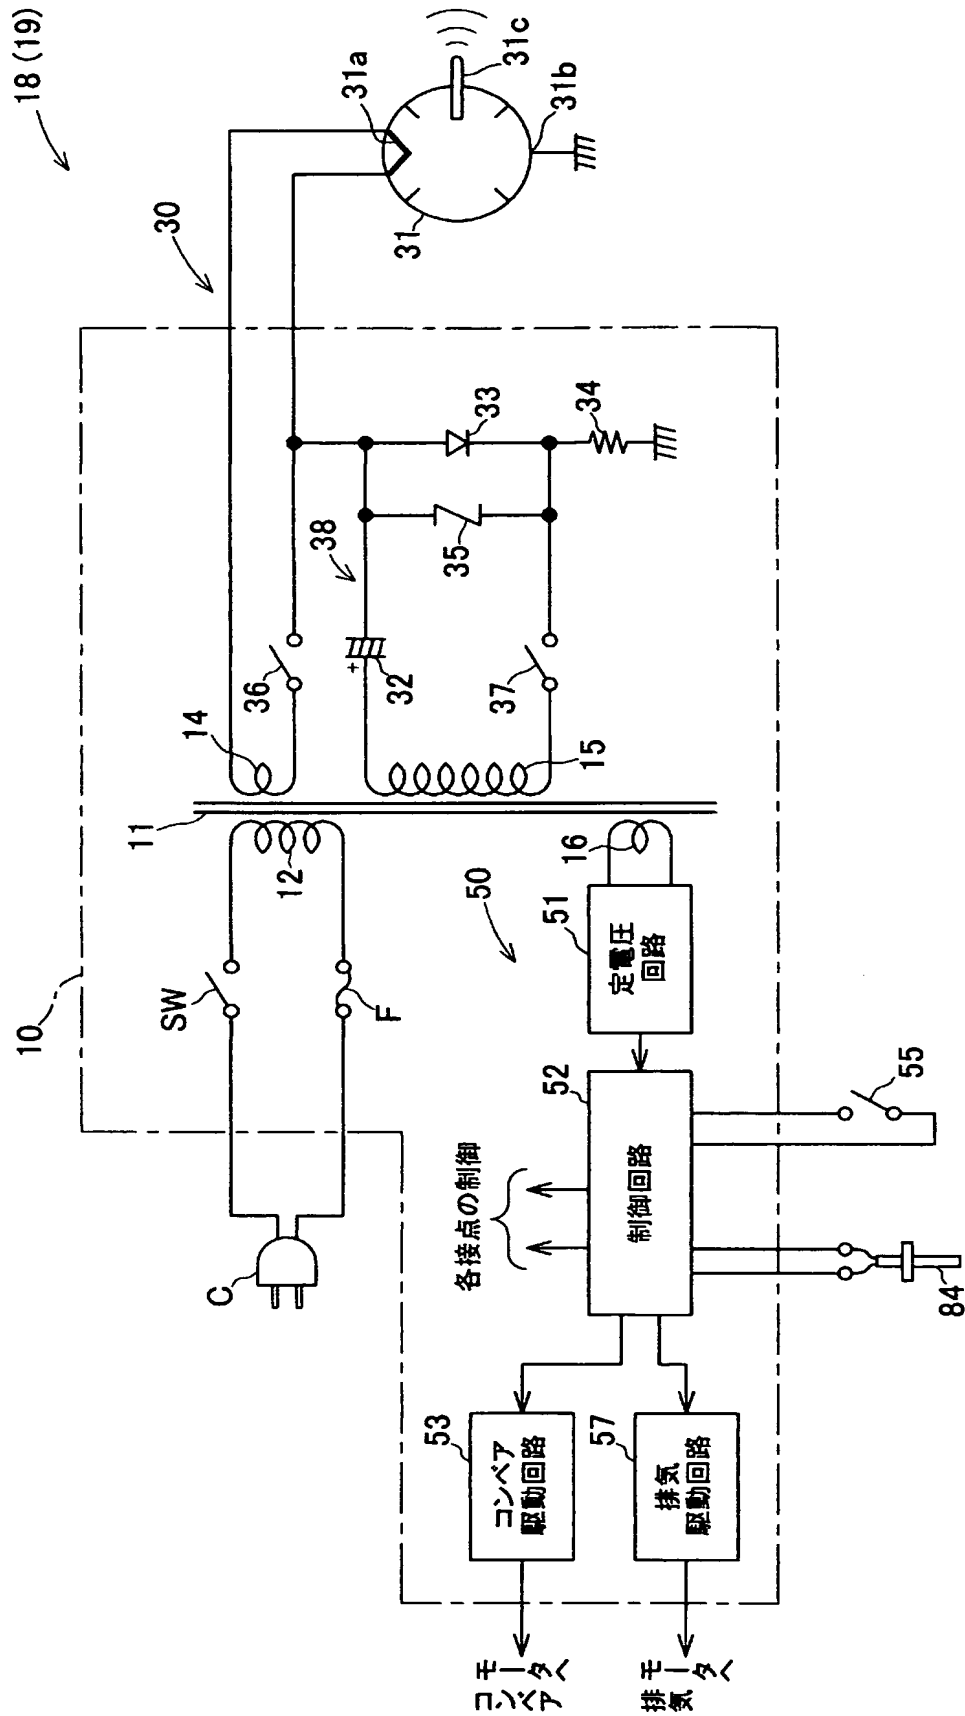 18 (19)
30
31a
31c
31b
31
10
SW
F
C
11
12
14
36
38
32
+
37
15
33
34
35
16
50
51
定電圧
回路
52
制御回路
各接点の制御
55
84
53
コンベア
駆動回路
57
排気
駆動回路
コンベア
モータへ
排気
モータへ